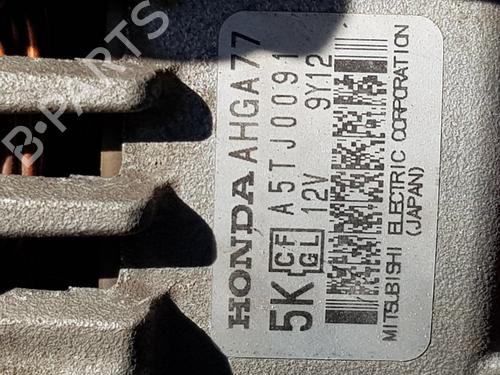 HONDA AHGA77
5K CF GL A5TJ0091
12V 9Y12
MITSUBISHI ELECTRIC CORPORATION
(JAPAN)
B-PARTS